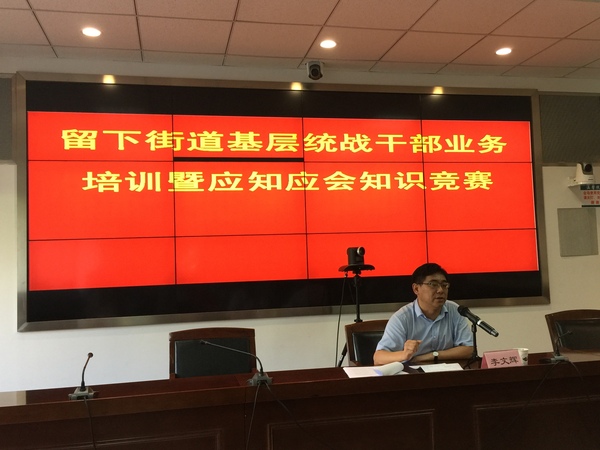 留下街道基层统战干部业务
培训暨应知应会知识竞赛
李文辉